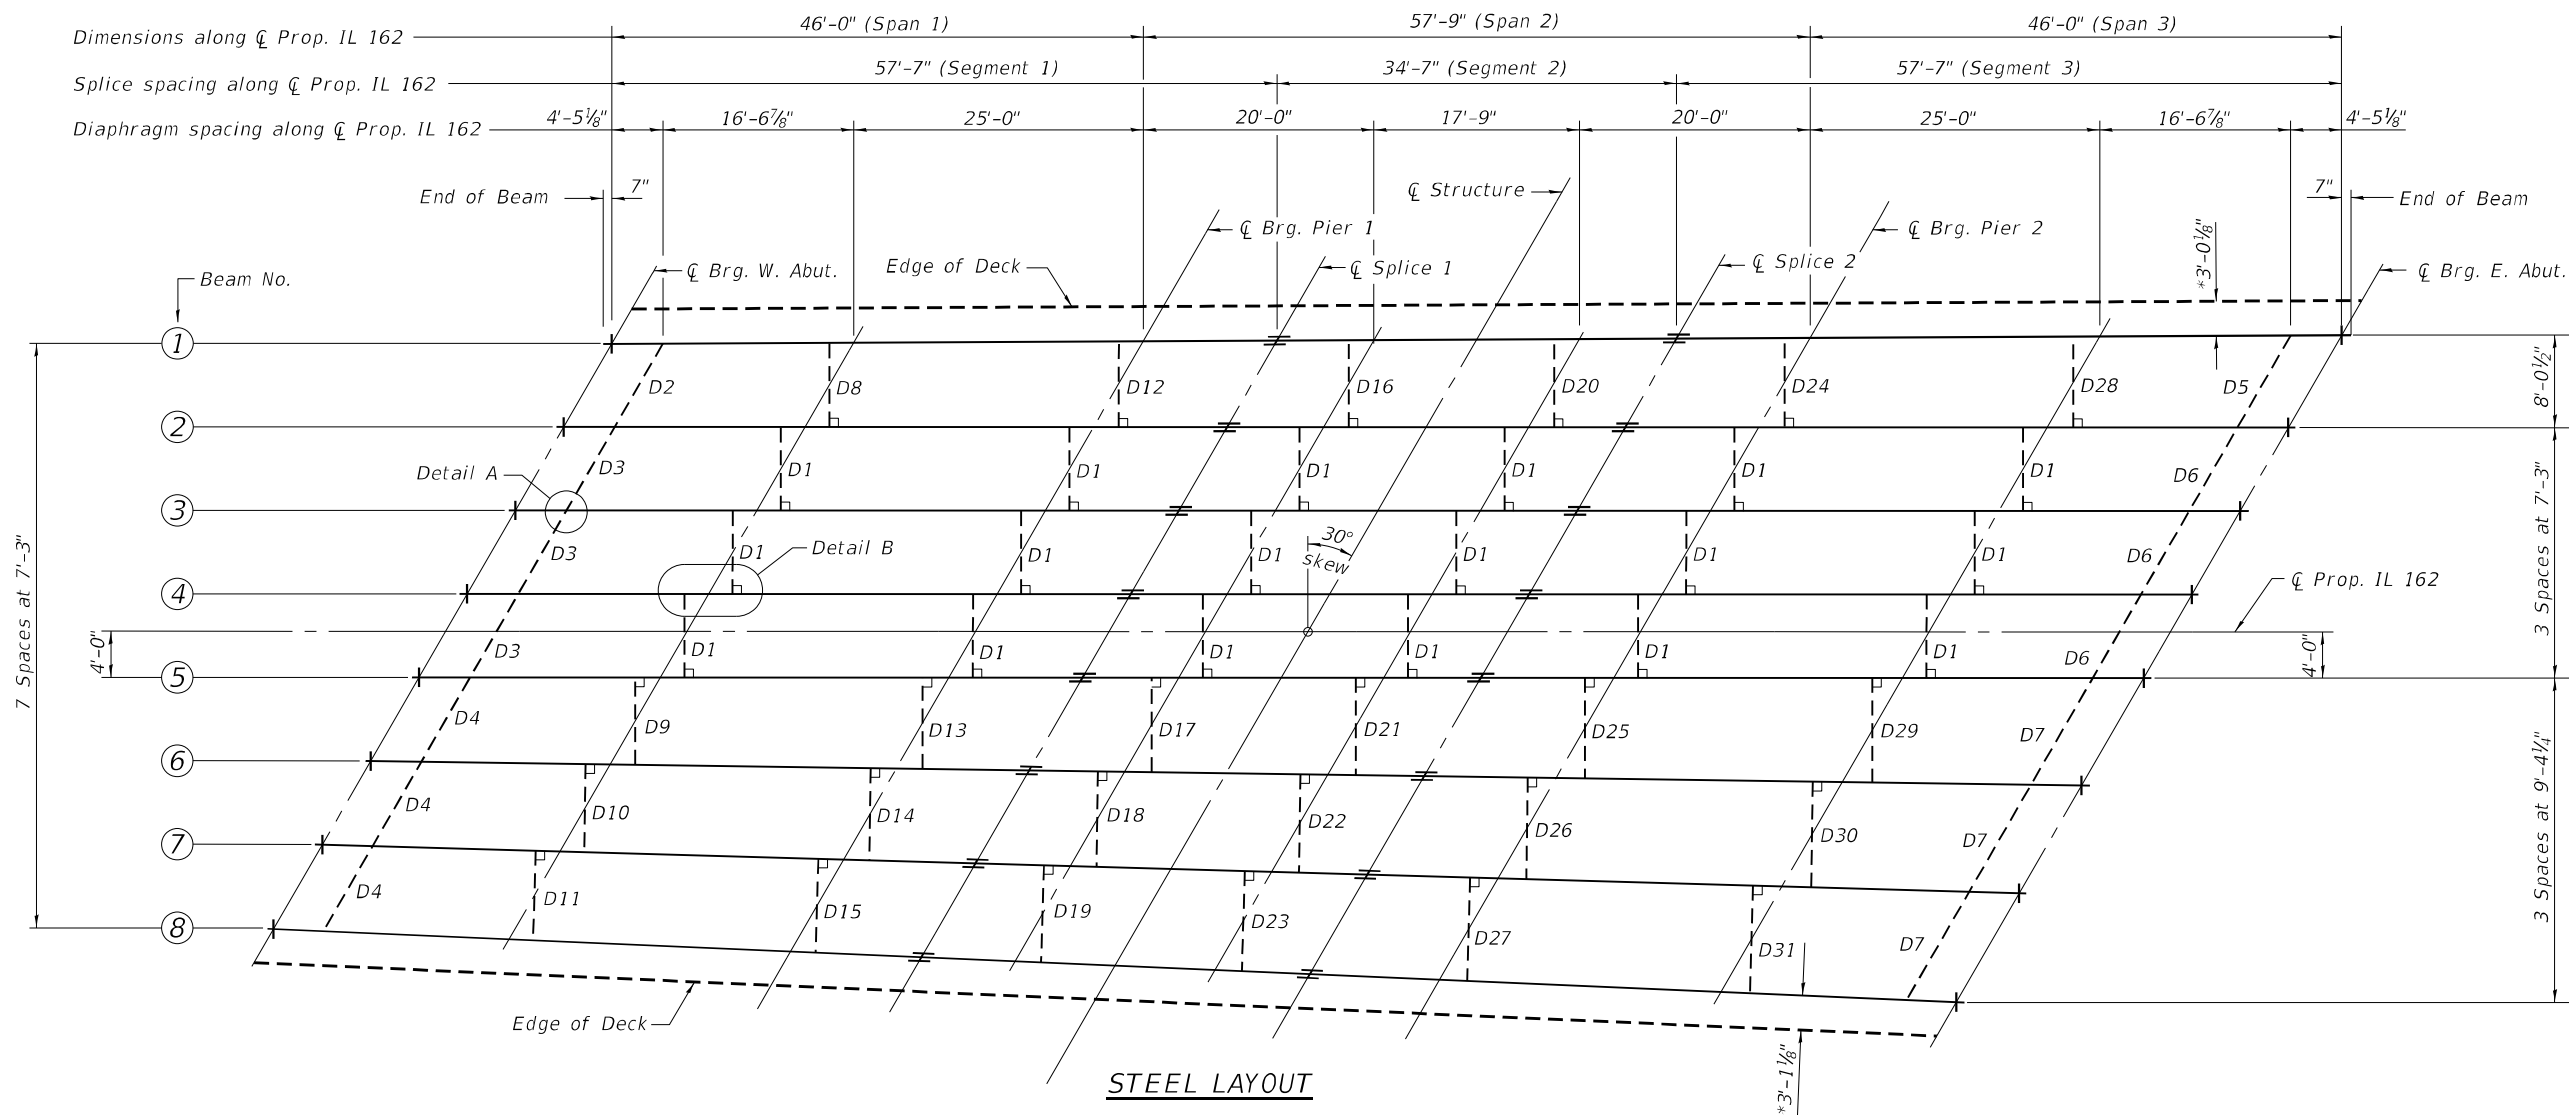 46'-0" (Span 1)
57'-9" (Span 2)
46'-0" (Span 3)
Dimensions along ℄ Prop. IL 162
57'-7" (Segment 1)
34'-7" (Segment 2)
57'-7" (Segment 3)
Splice spacing along ℄ Prop. IL 162
4'-5⅛"
16'-6⅞"
25'-0"
20'-0"
17'-9"
20'-0"
25'-0"
16'-6⅞"
4'-5⅛"
Diaphragm spacing along ℄ Prop. IL 162
End of Beam
7"
℄ Structure
7"
End of Beam
℄ Brg. Pier 1
℄ Brg. Pier 2
*3'-0⅛"
Beam No.
℄ Brg. W. Abut.
Edge of Deck
℄ Splice 1
℄ Splice 2
℄ Brg. E. Abut.
1
D2
D8
D12
D16
D20
D24
D28
D5
8'-0½"
2
Detail A
D3
D1
D1
D1
D1
D1
D1
D6
3
D3
D1
Detail B
D1
D1
30°
skew
D1
D1
D1
D6
3 Spaces at 7'-3"
4
℄ Prop. IL 162
7 Spaces at 7'-3"
4'-0"
D3
D1
D1
D1
D1
D1
D1
D6
4'-0"
5
D4
D9
D13
D17
D21
D25
D29
D7
6
D4
D10
D14
D18
D22
D26
D30
D7
3 Spaces at 9'-4¼"
7
D4
D11
D15
D19
D23
D27
D31
D7
8
Edge of Deck
*3'-1⅛"
STEEL LAYOUT